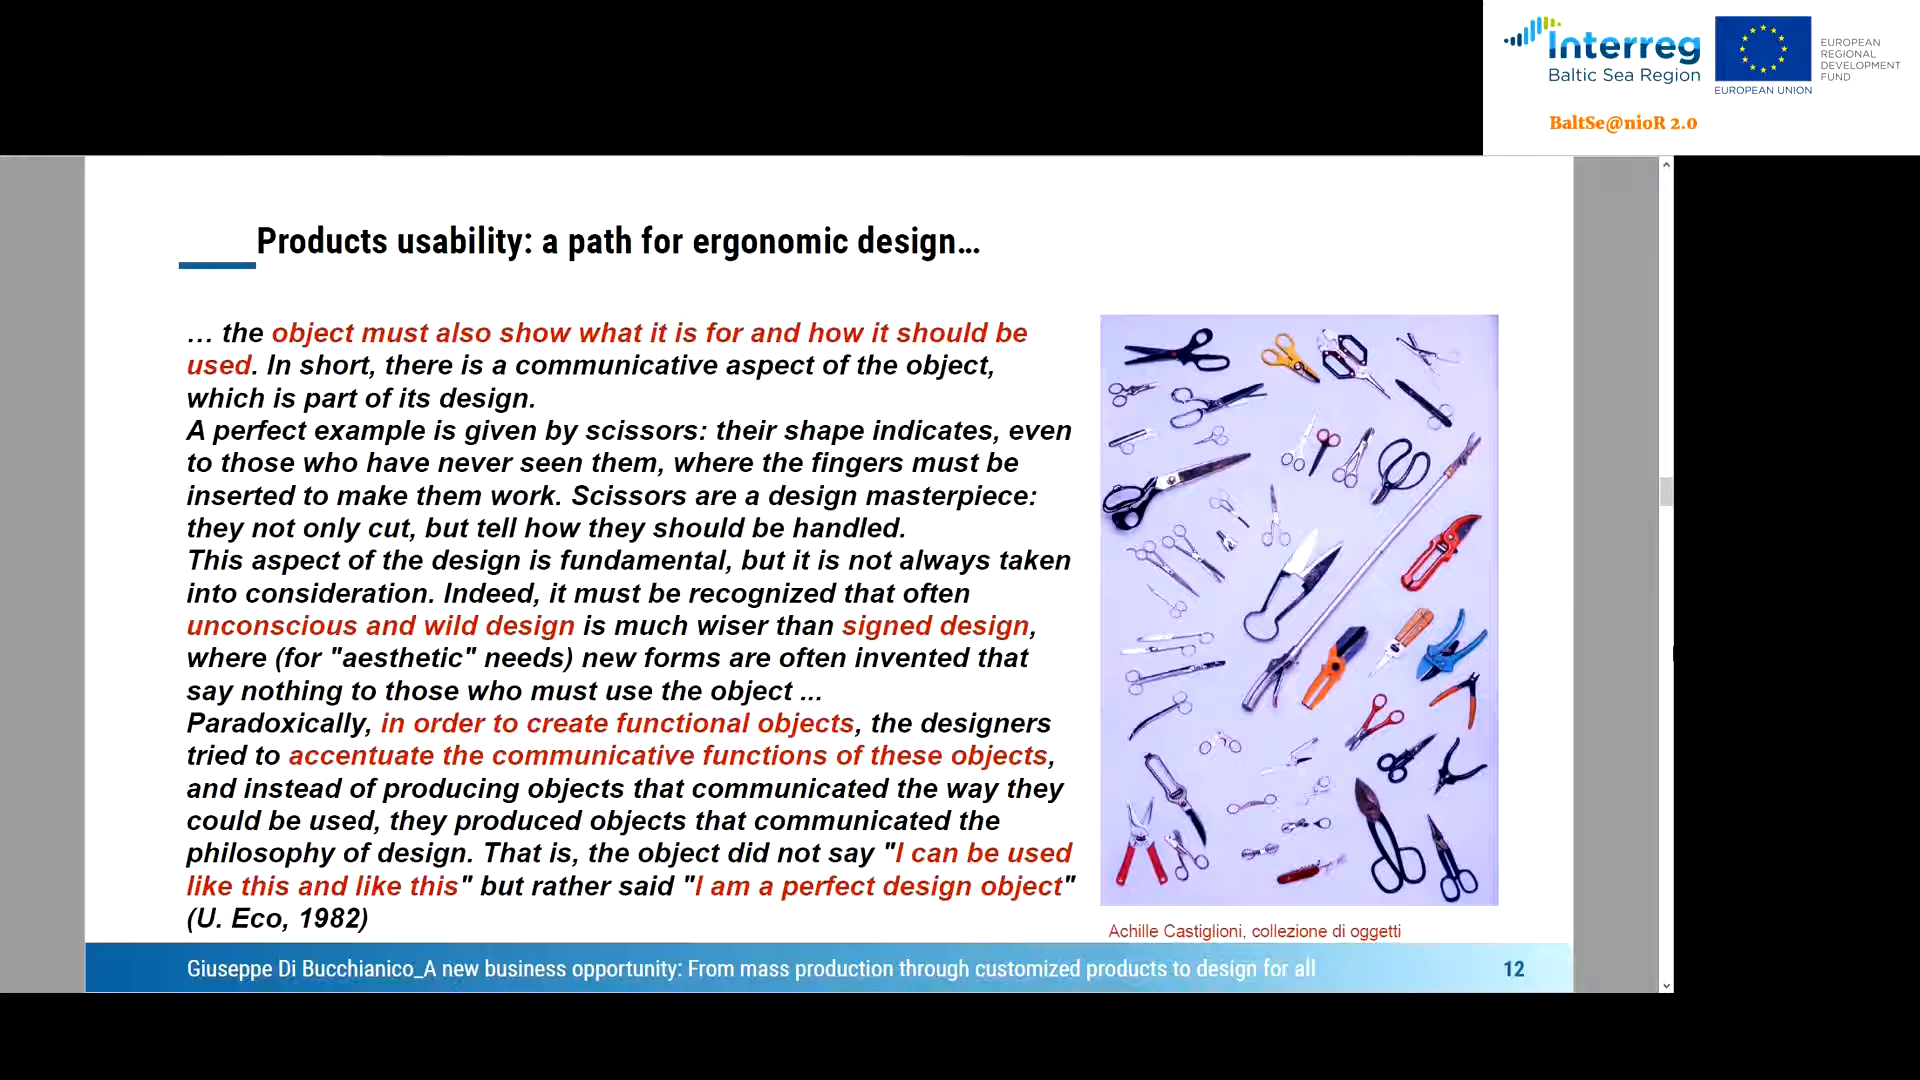 Interreg
Baltic Sea Region
EUROPEAN UNION
EUROPEAN
REGIONAL
DEVELOPMENT
FUND
BaltSe@nioR 2.0
Products usability: a path for ergonomic design...
... the object must also show what it is for and how it should be
used. In short, there is a communicative aspect of the object,
which is part of its design.
A perfect example is given by scissors: their shape indicates, even
to those who have never seen them, where the fingers must be
inserted to make them work. Scissors are a design masterpiece:
they not only cut, but tell how they should be handled.
This aspect of the design is fundamental, but it is not always taken
into consideration. Indeed, it must be recognized that often
unconscious and wild design is much wiser than signed design,
where (for "aesthetic" needs) new forms are often invented that
say nothing to those who must use the object ...
Paradoxically, in order to create functional objects, the designers
tried to accentuate the communicative functions of these objects,
and instead of producing objects that communicated the way they
could be used, they produced objects that communicated the
philosophy of design. That is, the object did not say "I can be used
like this and like this" but rather said "I am a perfect design object"
(U. Eco, 1982)
Achille Castiglioni, collezione di oggetti
Giuseppe Di Bucchianico_A new business opportunity: From mass production through customized products to design for all
12